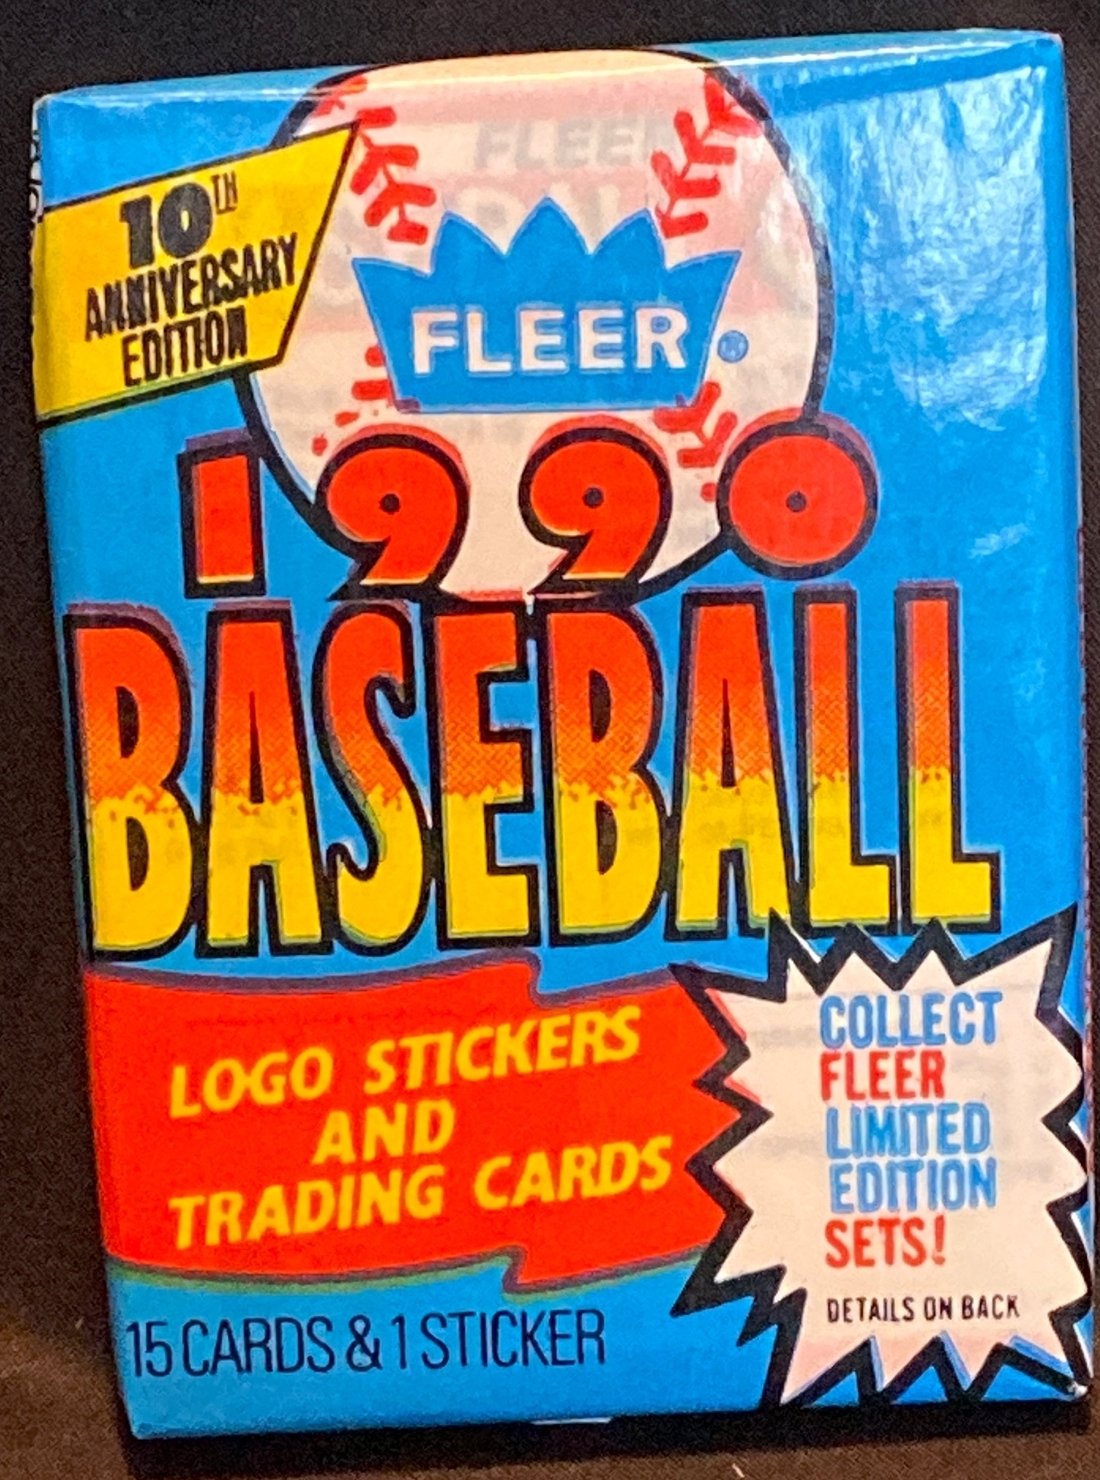 10TH
ANNIVERSARY
EDITION
FLEER
1990
BASEBALL
LOGO STICKERS
AND
TRADING CARDS
COLLECT
FLEER
LIMITED
EDITION
SETS!
DETAILS ON BACK
15 CARDS & 1 STICKER